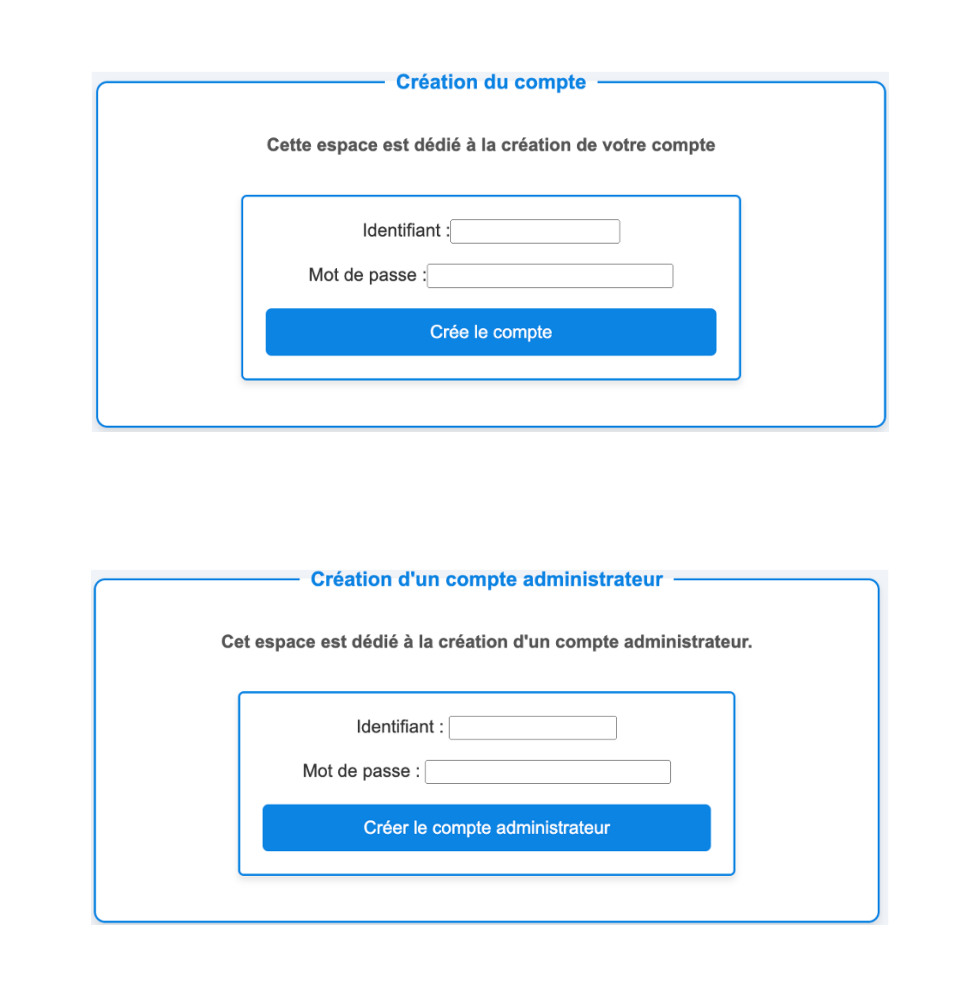 Création du compte
Cette espace est dédié à la création de votre compte
Identifiant :
Mot de passe :
Crée le compte
Création d'un compte administrateur
Cet espace est dédié à la création d'un compte administrateur.
Identifiant :
Mot de passe :
Créer le compte administrateur